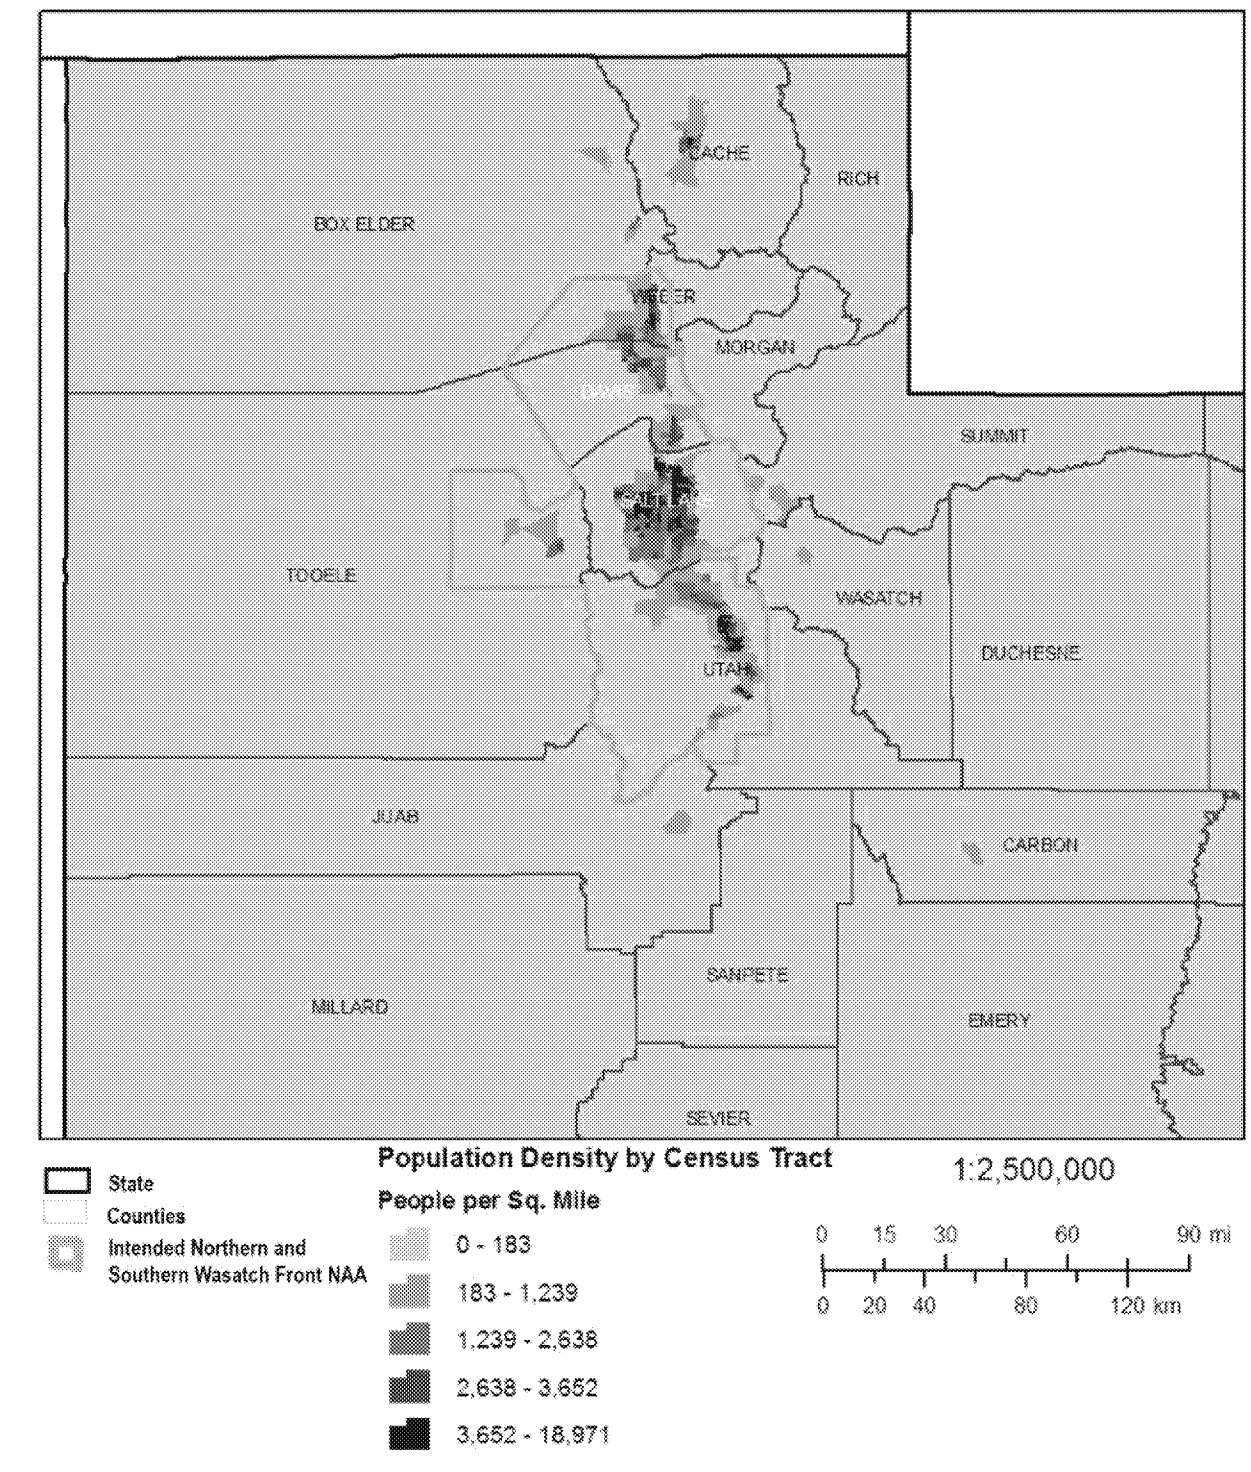 CACHE
RICH
BOX ELDER
WEBER
MORGAN
DAVIS
SUMMIT
TOOELE
WASATCH
DUCHESNE
UTAH
JUAB
CARBON
SANPETE
MILLARD
EMERY
SEVIER
Population Density by Census Tract
1:2,500,000
State
Counties
Intended Northern and
Southern Wasatch Front NAA
People per Sq. Mile
0 - 183
183 - 1,239
1,239 - 2,638
2,638 - 3,652
3,652 - 18,971
0 15 30 60 90 mi
0 20 40 80 120 km